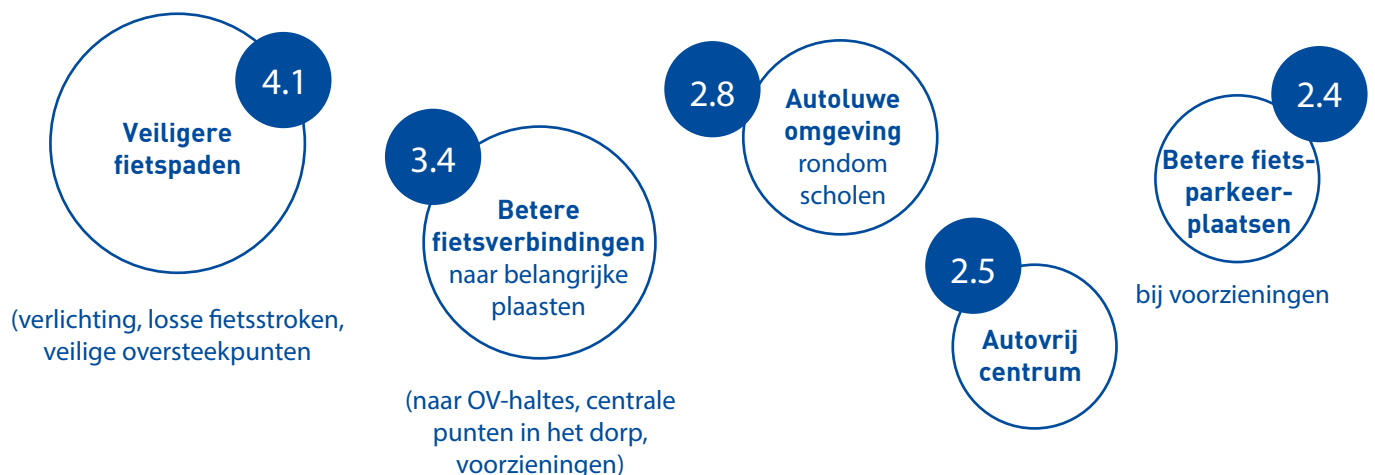 4.1
Veiligere
fietspaden
(verlichting, losse fietsstroken,
veilige oversteekpunten
3.4
Betere
fietsverbindingen
naar belangrijke
plaasten
(naar OV-haltes, centrale
punten in het dorp,
voorzieningen)
2.8
Autoluwe
omgeving
rondom
scholen
2.5
Autovrij
centrum
2.4
Betere fiets-
parkeer-
plaatsen
bij voorzieningen